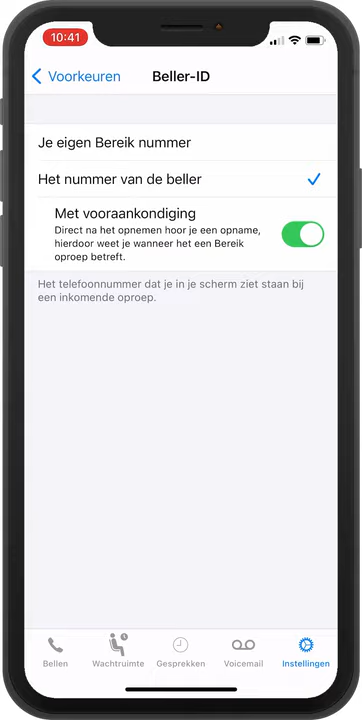 10:41
Voorkeuren
Beller-ID
Je eigen Bereik nummer
Het nummer van de beller
Met vooraankondiging
Direct na het opnemen hoor je een opname,
hierdoor weet je wanneer het een Bereik
oproep betreft.
Het telefoonnummer dat je in je scherm ziet staan bij
een inkomende oproep.
Bellen
Wachtruimte
Gesprekken
Voicemail
Instellingen